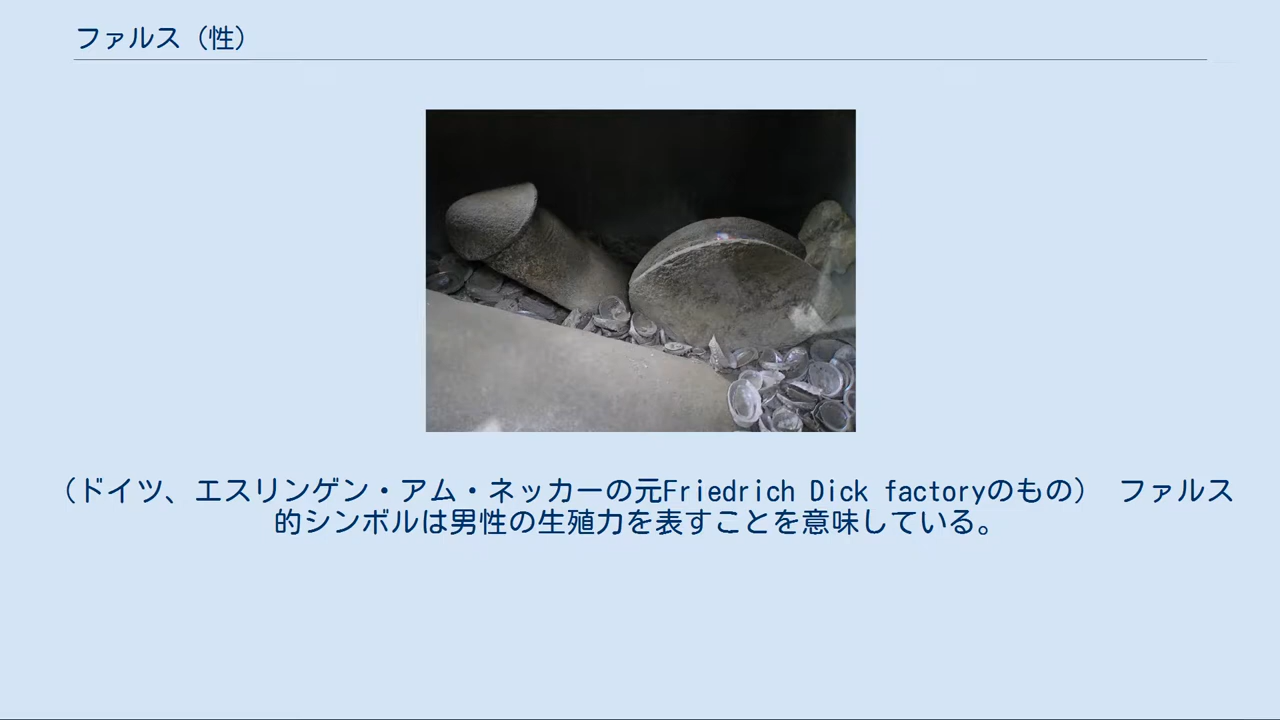 ファルス（性）
（ドイツ、エスリンゲン・アム・ネッカーの元Friedrich Dick factoryのもの） ファルス
的シンボルは男性の生殖力を表すことを意味している。